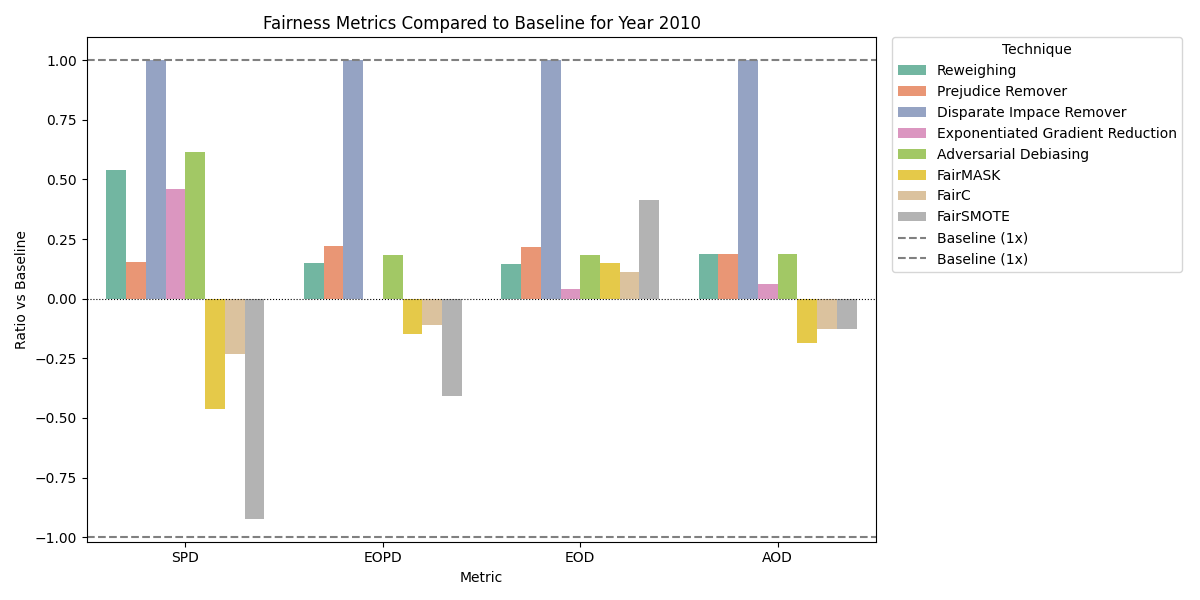 Fairness Metrics Compared to Baseline for Year 2010
Technique
Reweighing
Prejudice Remover
Disparate Impace Remover
Exponentiated Gradient Reduction
Adversarial Debiasing
FairMASK
FairC
FairSMOTE
Baseline (1x)
Baseline (1x)
Ratio vs Baseline
1.00
0.75
0.50
0.25
0.00
−0.25
−0.50
−0.75
−1.00
SPD
EOPD
EOD
AOD
Metric